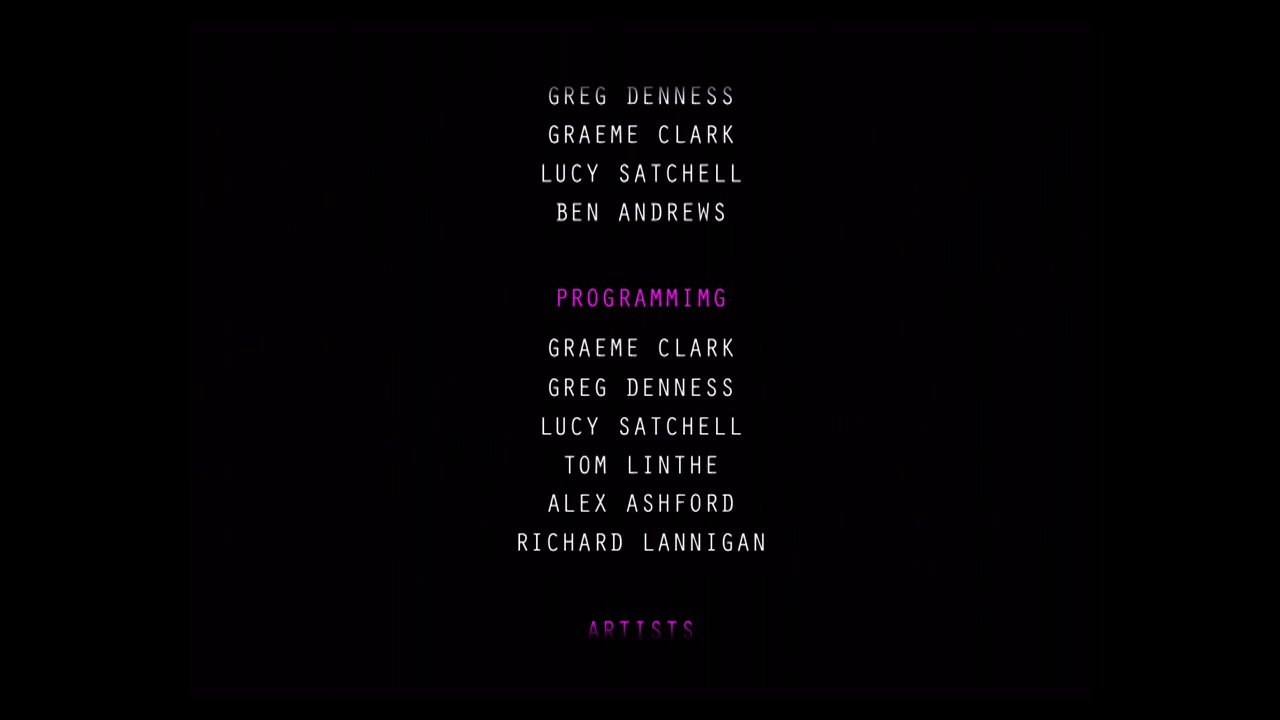 GREG DENNESS
GRAEME CLARK
LUCY SATCHELL
BEN ANDREWS
PROGRAMMIMG
GRAEME CLARK
GREG DENNESS
LUCY SATCHELL
TOM LINTHE
ALEX ASHFORD
RICHARD LANNIGAN
ARTISTS